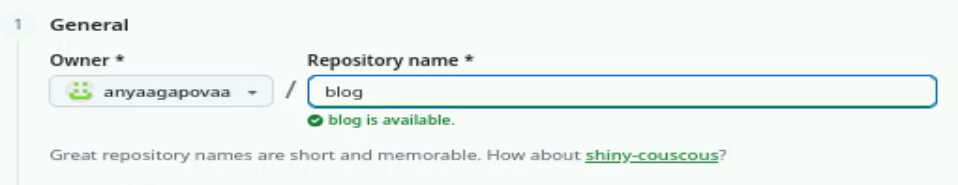 1 General
Owner * Repository name *
anyaagapovaa / blog
blog is available.
Great repository names are short and memorable. How about shiny-couscous?